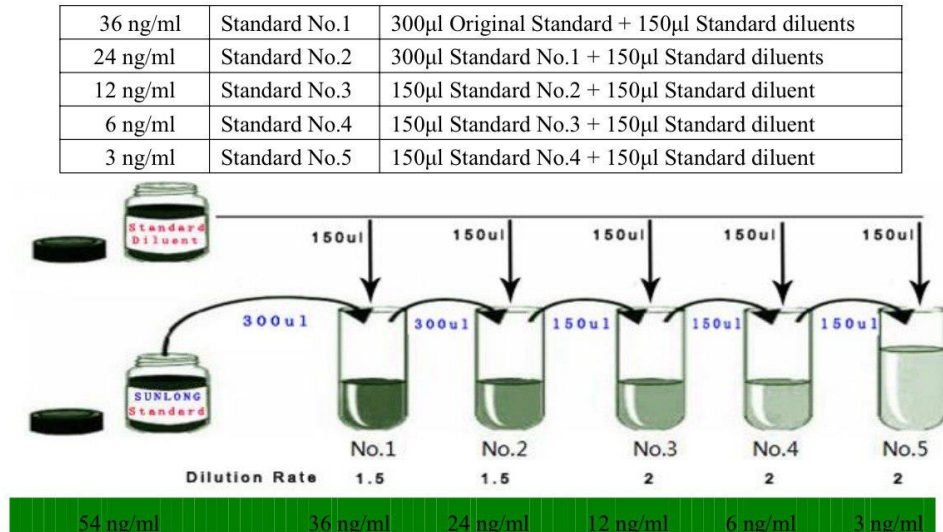 36 ng/ml Standard No.1 300μl Original Standard + 150μl Standard diluents
24 ng/ml Standard No.2 300μl Standard No.1 + 150μl Standard diluents
12 ng/ml Standard No.3 150μl Standard No.2 + 150μl Standard diluent
6 ng/ml Standard No.4 150μl Standard No.3 + 150μl Standard diluent
3 ng/ml Standard No.5 150μl Standard No.4 + 150μl Standard diluent
Standard
Diluent
150ul 150ul 150ul 150ul 150ul
300ul 300ul 150ul 150ul 150ul
SUNLONG
Standard
No.1 No.2 No.3 No.4 No.5
Dilution Rate 1.5 1.5 2 2 2
54 ng/ml 36 ng/ml 24 ng/ml 12 ng/ml 6 ng/ml 3 ng/ml